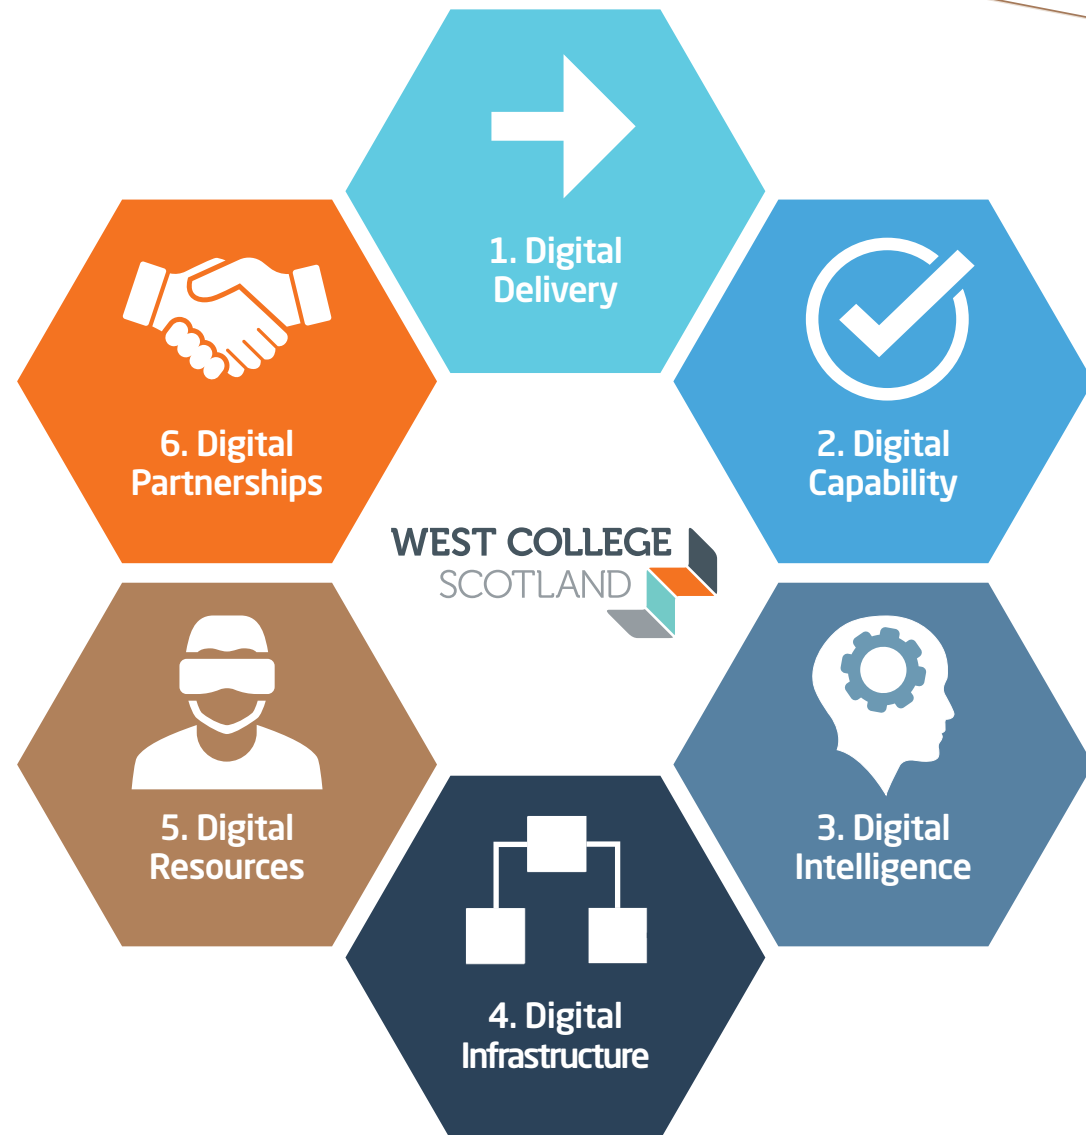 1. Digital
Delivery
2. Digital
Capability
3. Digital
Intelligence
4. Digital
Infrastructure
5. Digital
Resources
6. Digital
Partnerships
WEST COLLEGE
SCOTLAND